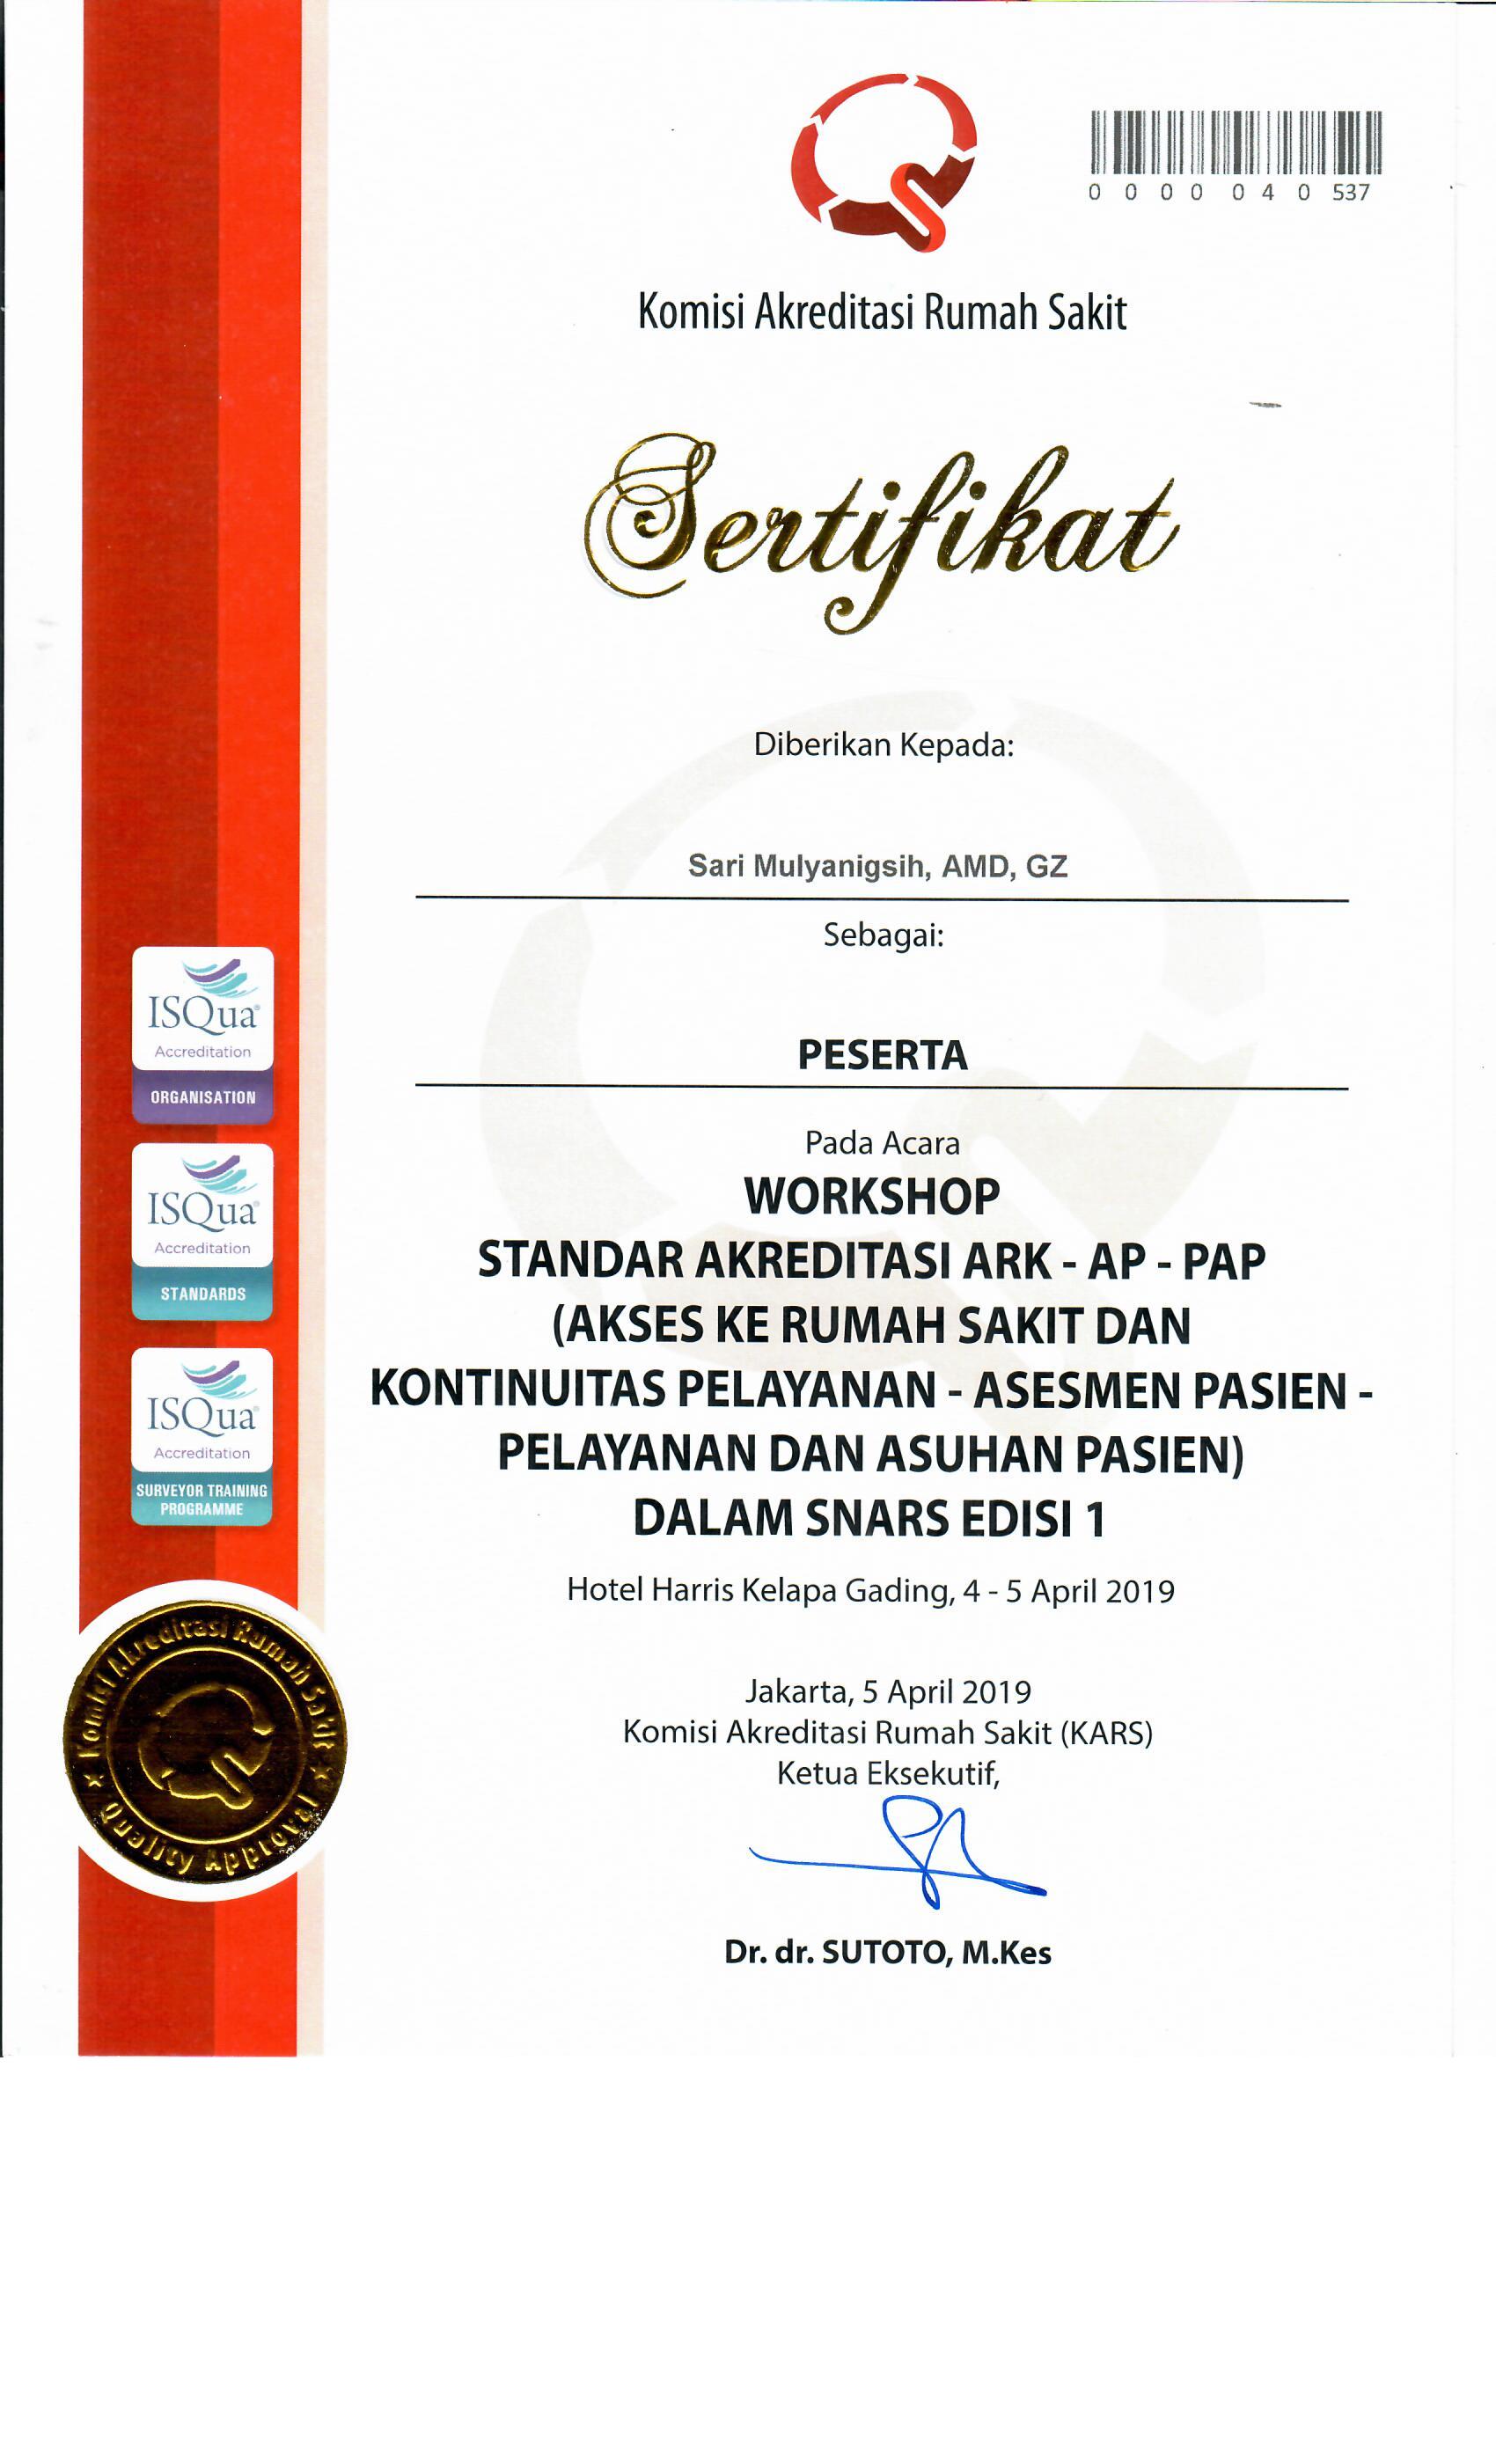 0 0 0 0 0 4 0 537
Komisi Akreditasi Rumah Sakit
Sertifikat
Diberikan Kepada:
Sari Mulyanigsih, AMD, GZ
Sebagai:
PESERTA
Pada Acara
WORKSHOP
STANDAR AKREDITASI ARK - AP - PAP
(AKSES KE RUMAH SAKIT DAN
KONTINUITAS PELAYANAN - ASESMEN PASIEN -
PELAYANAN DAN ASUHAN PASIEN)
DALAM SNARS EDISI 1
Hotel Harris Kelapa Gading, 4 - 5 April 2019
Jakarta, 5 April 2019
Komisi Akreditasi Rumah Sakit (KARS)
Ketua Eksekutif,
Dr. dr. SUTOTO, M.Kes
ISQua®
Accreditation
ORGANISATION
ISQua®
Accreditation
STANDARDS
ISQua®
Accreditation
SURVEYOR TRAINING
PROGRAMME
Komisi Akreditasi Rumah Sakit
Quality Approval